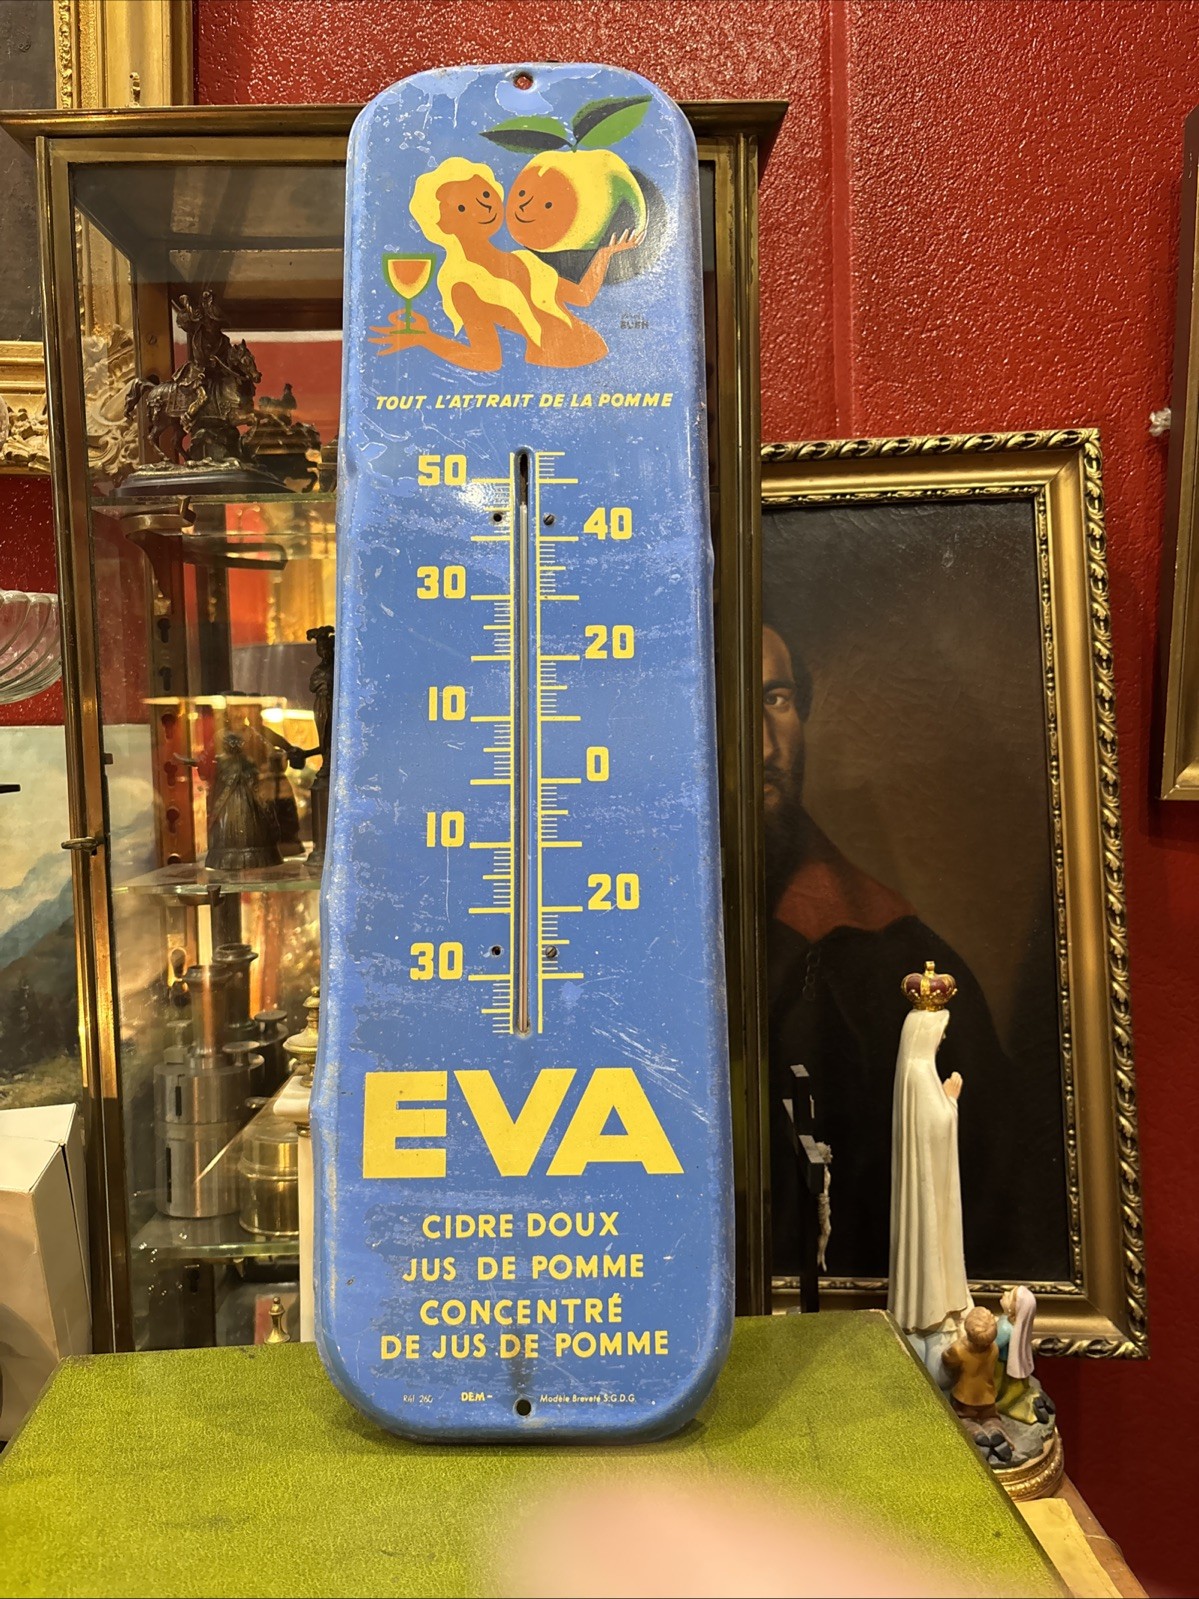 TOUT L'ATTRAIT DE LA POMME
50
40
30
20
10
0
10
20
30
EVA
CIDRE DOUX
JUS DE POMME
CONCENTRÉ
DE JUS DE POMME
260 DEM- Modèle Breveté S.G.D.G.